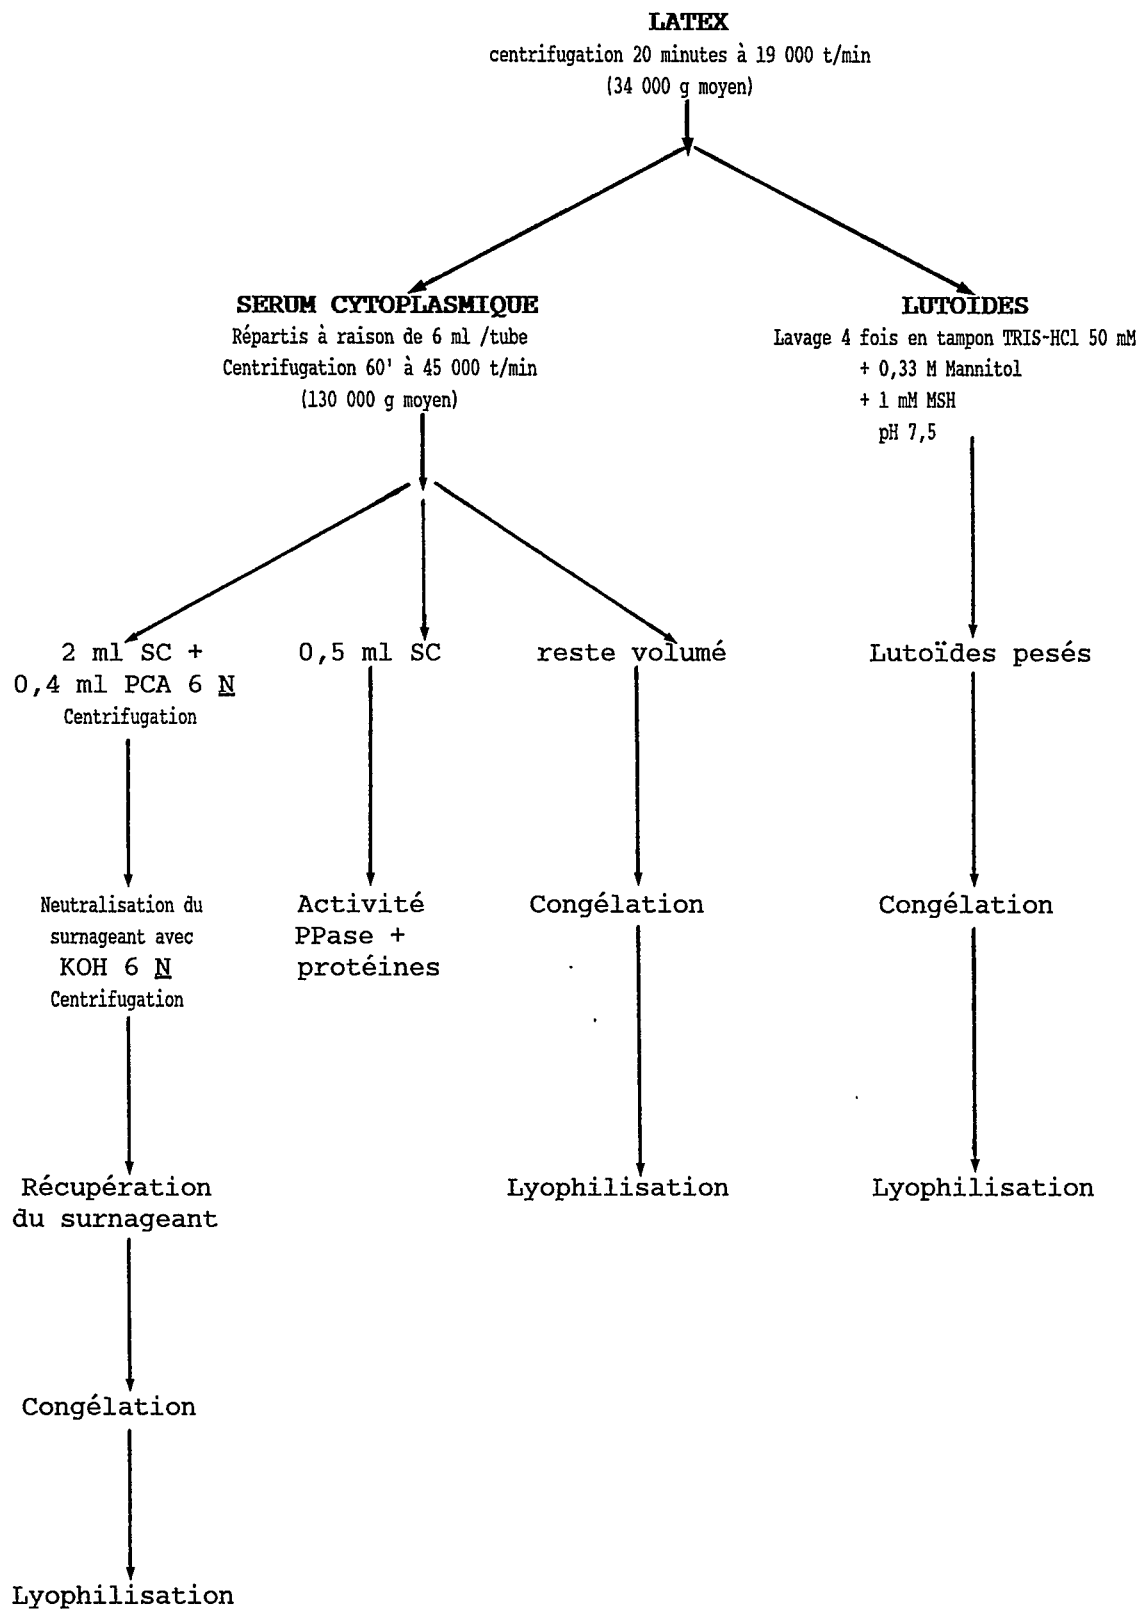 LATEX
centrifugation 20 minutes à 19 000 t/min
(34 000 g moyen)
SERUM CYTOPLASMIQUE
Répartis à raison de 6 ml /tube
Centrifugation 60' à 45 000 t/min
(130 000 g moyen)
LUTOÏDES
Lavage 4 fois en tampon TRIS-HCl 50 mM
+ 0,33 M Mannitol
+ 1 mM MSH
pH 7,5
2 ml SC +
0,4 ml PCA 6 N
Centrifugation
Neutralisation du
surnageant avec
KOH 6 N
Centrifugation
Récupération
du surnageant
Congélation
Lyophilisation
0,5 ml SC
Activité
PPase +
protéines
reste volumé
Congélation
Lyophilisation
Lutoïdes pesés
Congélation
Lyophilisation